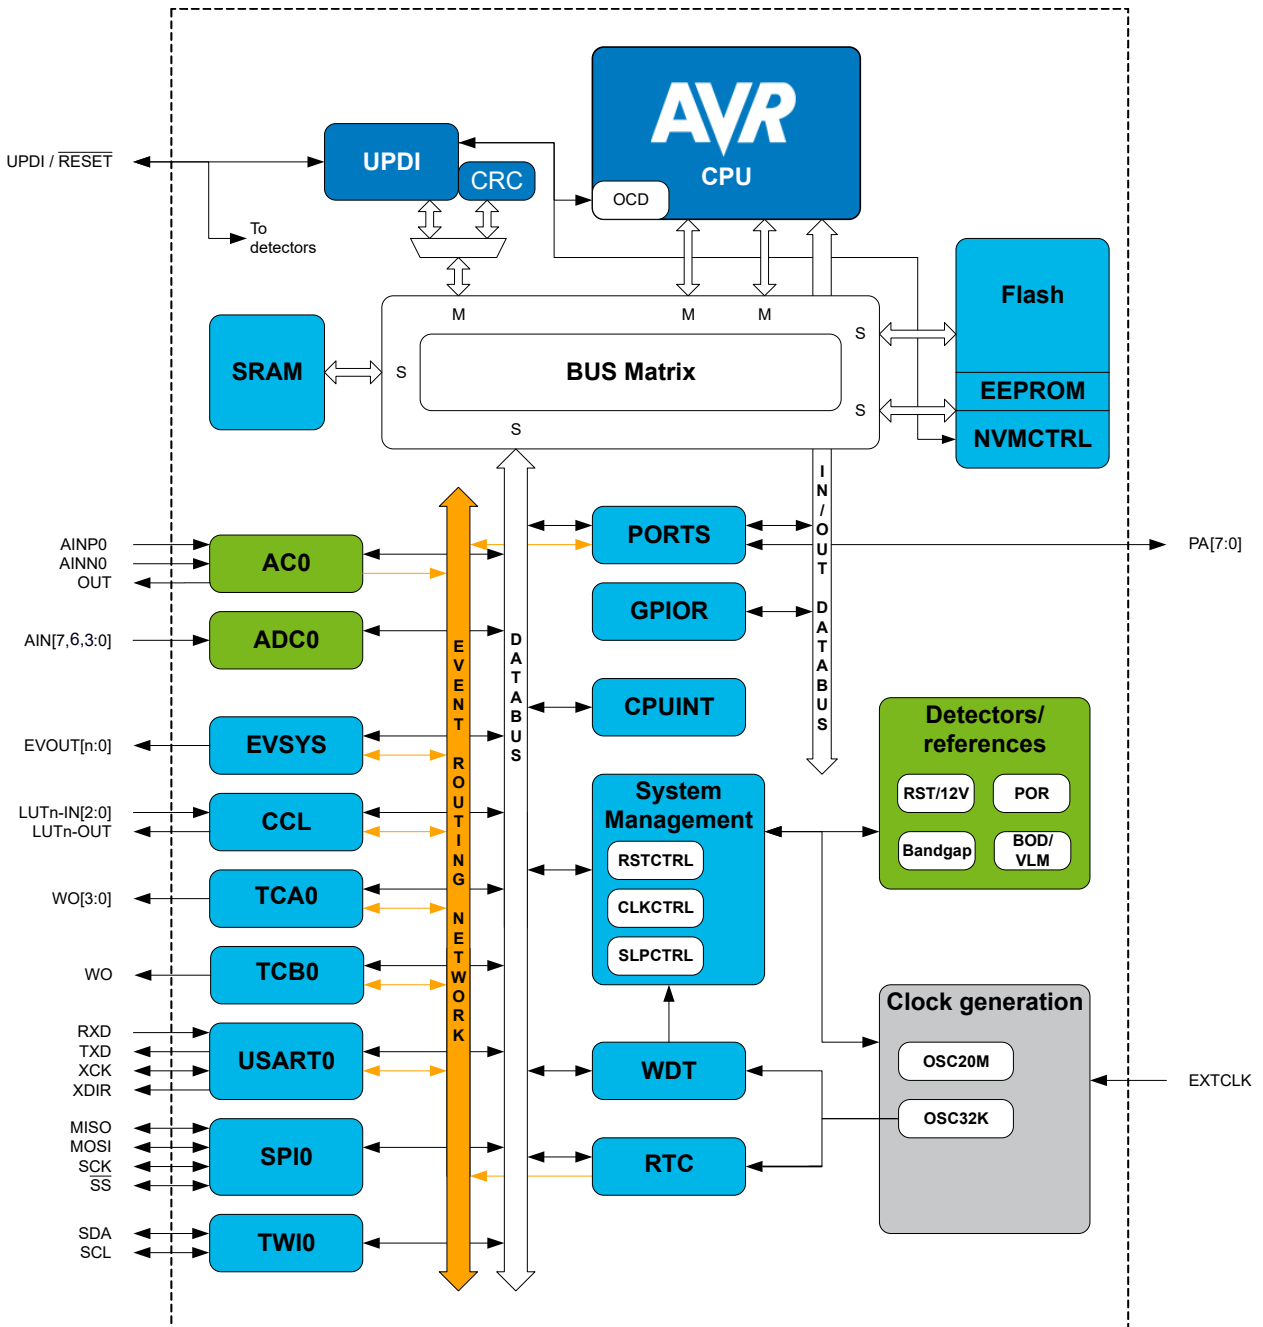 AVR
CPU
OCD
UPDI
CRC
UPDI / RESET
To
detectors
M
M
M
S
S
S
S
BUS Matrix
SRAM
Flash
EEPROM
NVMCTRL
EVENT ROUTING NETWORK
DATABUS
IN/OUT DATABUS
AINP0
AINN0
OUT
AC0
AIN[7,6,3:0]
ADC0
EVOUT[n:0]
EVSYS
LUTn-IN[2:0]
LUTn-OUT
CCL
WO[3:0]
TCA0
WO
TCB0
RXD
TXD
XCK
XDIR
USART0
MISO
MOSI
SCK
SS
SPI0
SDA
SCL
TWI0
PORTS
PA[7:0]
GPIOR
CPUINT
System
Management
RSTCTRL
CLKCTRL
SLPCTRL
WDT
RTC
Detectors/
references
RST/12V
POR
Bandgap
BOD/
VLM
Clock generation
OSC20M
OSC32K
EXTCLK